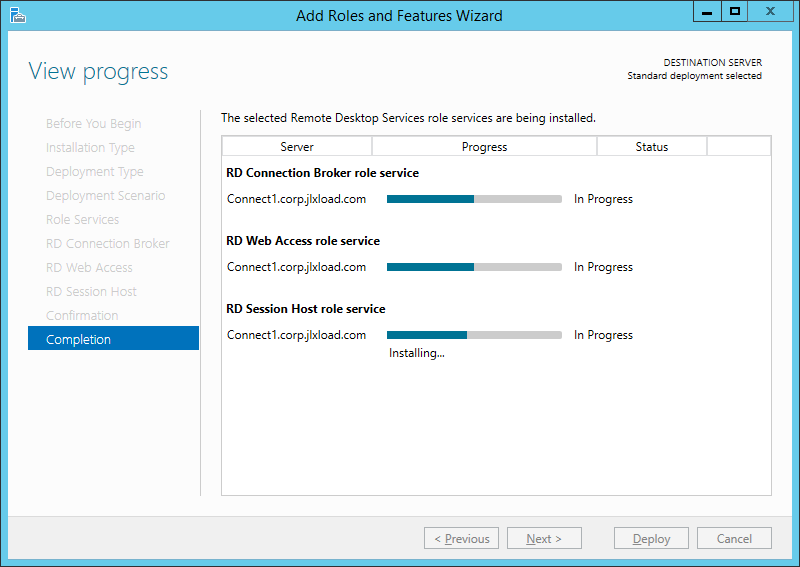 Add Roles and Features Wizard
View progress
DESTINATION SERVER
Standard deployment selected
Before You Begin
Installation Type
Deployment Type
Deployment Scenario
Role Services
RD Connection Broker
RD Web Access
RD Session Host
Confirmation
Completion
The selected Remote Desktop Services role services are being installed.
Server Progress Status
RD Connection Broker role service
Connect1.corp.jlxload.com In Progress
RD Web Access role service
Connect1.corp.jlxload.com In Progress
RD Session Host role service
Connect1.corp.jlxload.com In Progress
Installing...
< Previous Next > Deploy Cancel